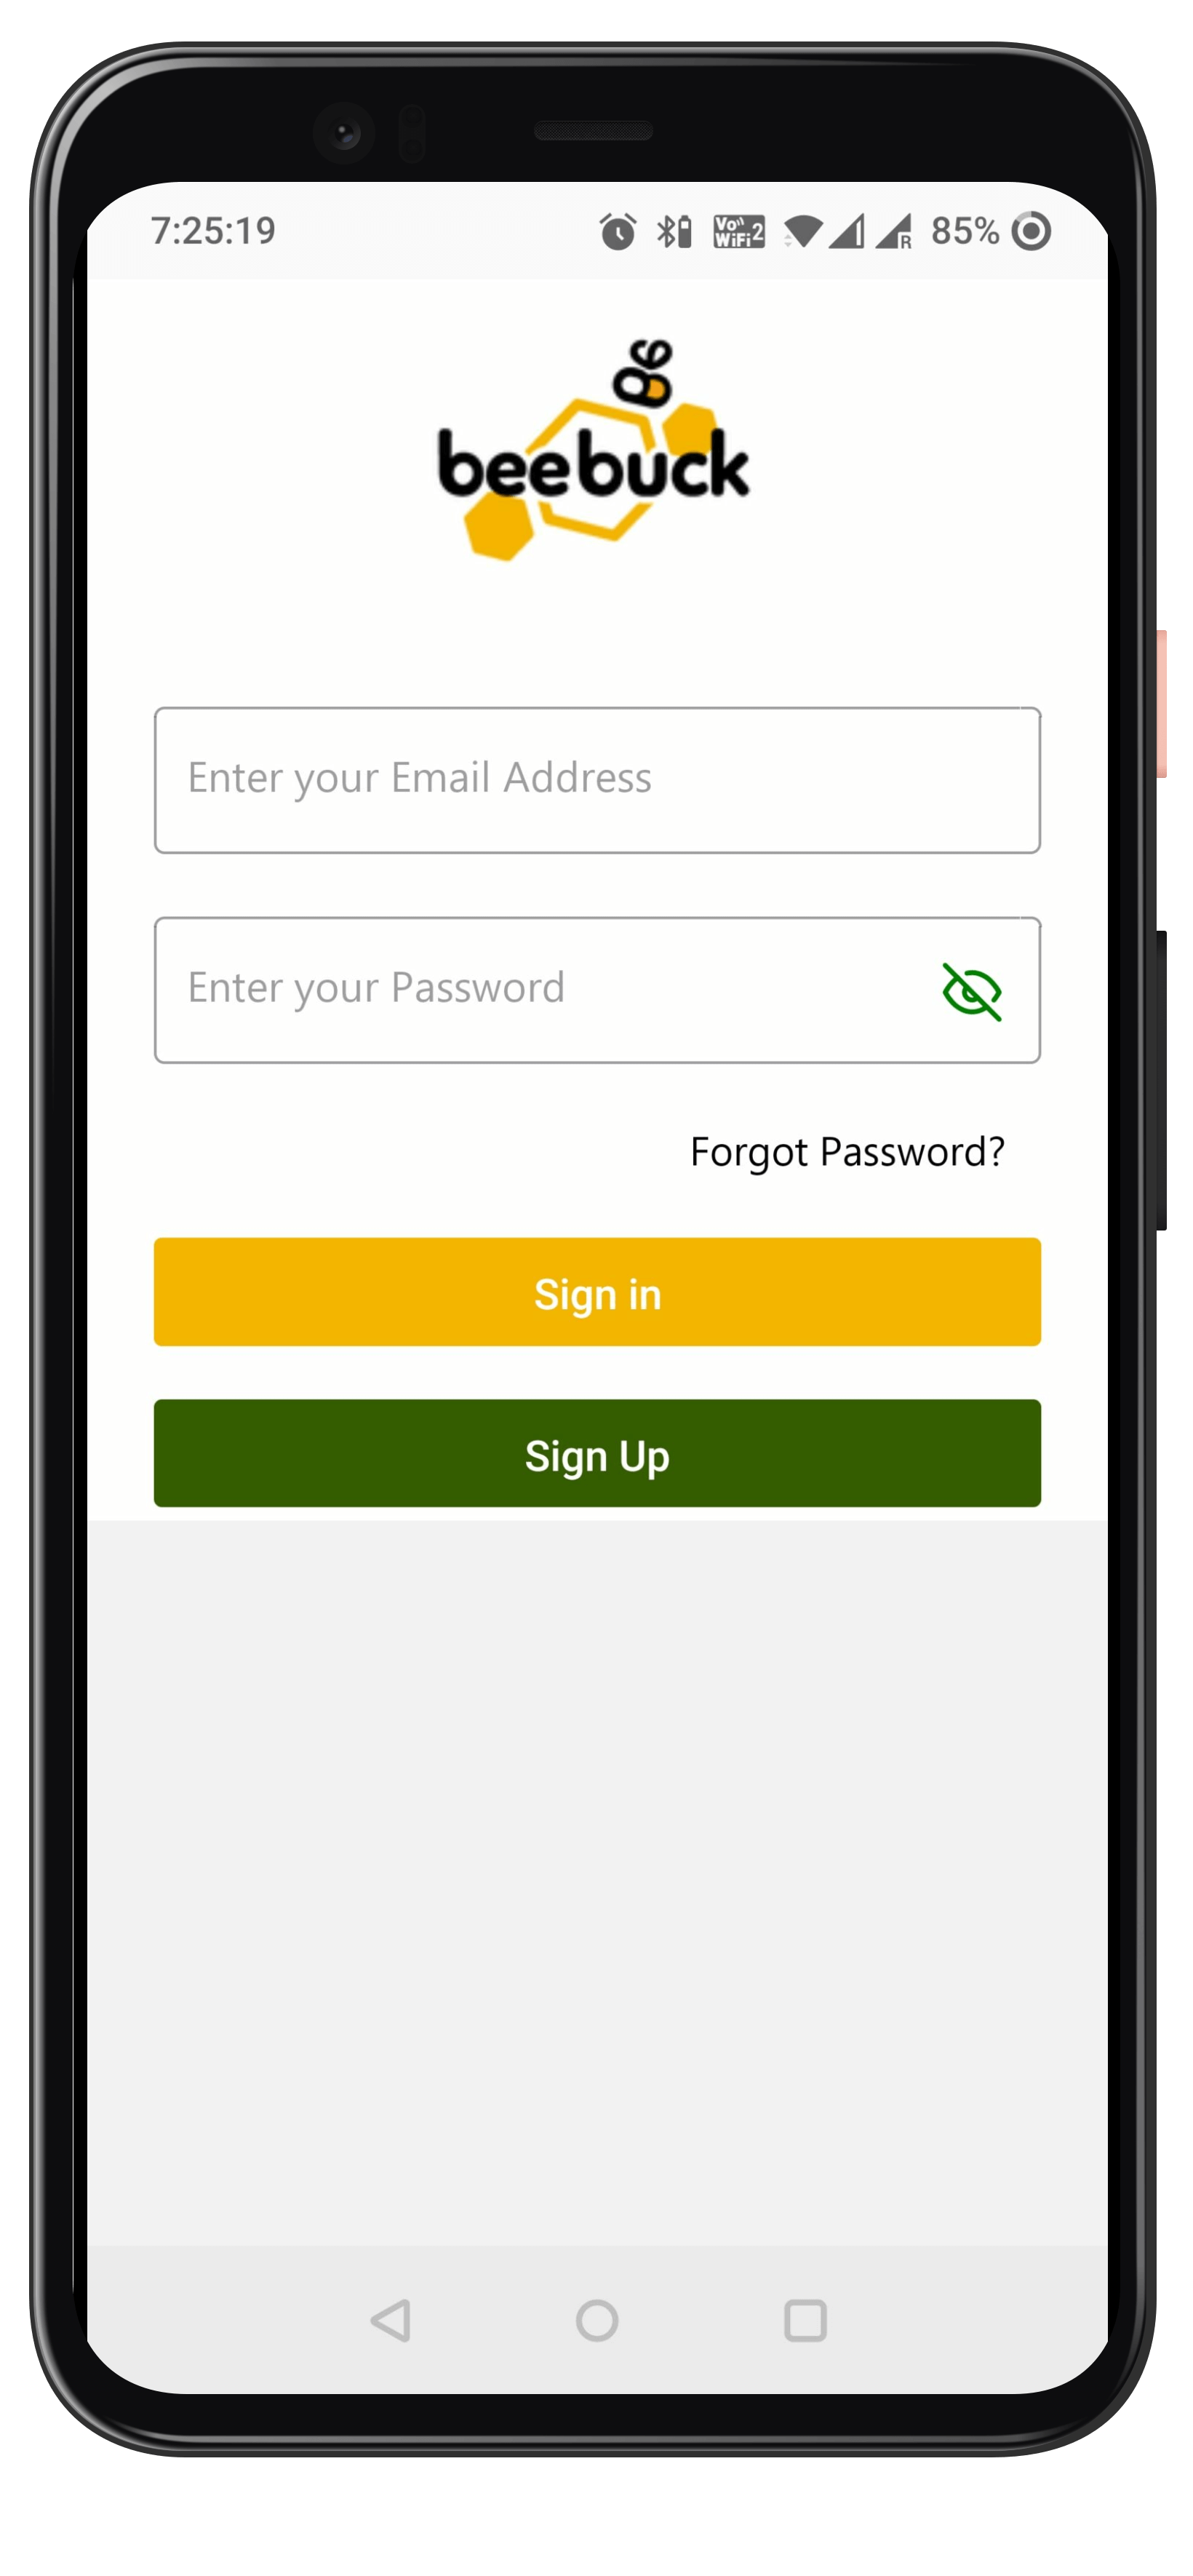 7:25:19 Vo WiFi 2 R 85%
beebuck
Enter your Email Address
Enter your Password
Forgot Password?
Sign in
Sign Up